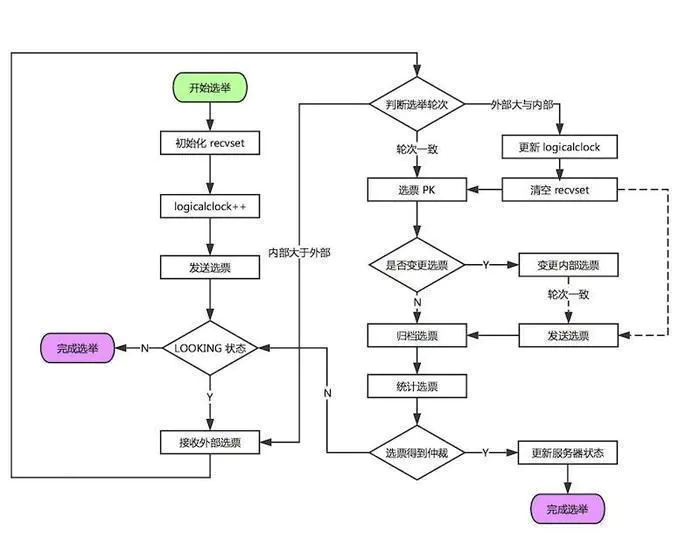 开始选举
初始化 recvset
logicalclock++
发送选票
LOOKING 状态
N
完成选举
Y
接收外部选票
内部大于外部
判断选举轮次
外部大与内部
更新 logicalclock
清空 recvset
轮次一致
选票 PK
是否变更选票
Y
变更内部选票
轮次一致
发送选票
N
归档选票
统计选票
选票得到仲裁
N
Y
更新服务器状态
完成选举